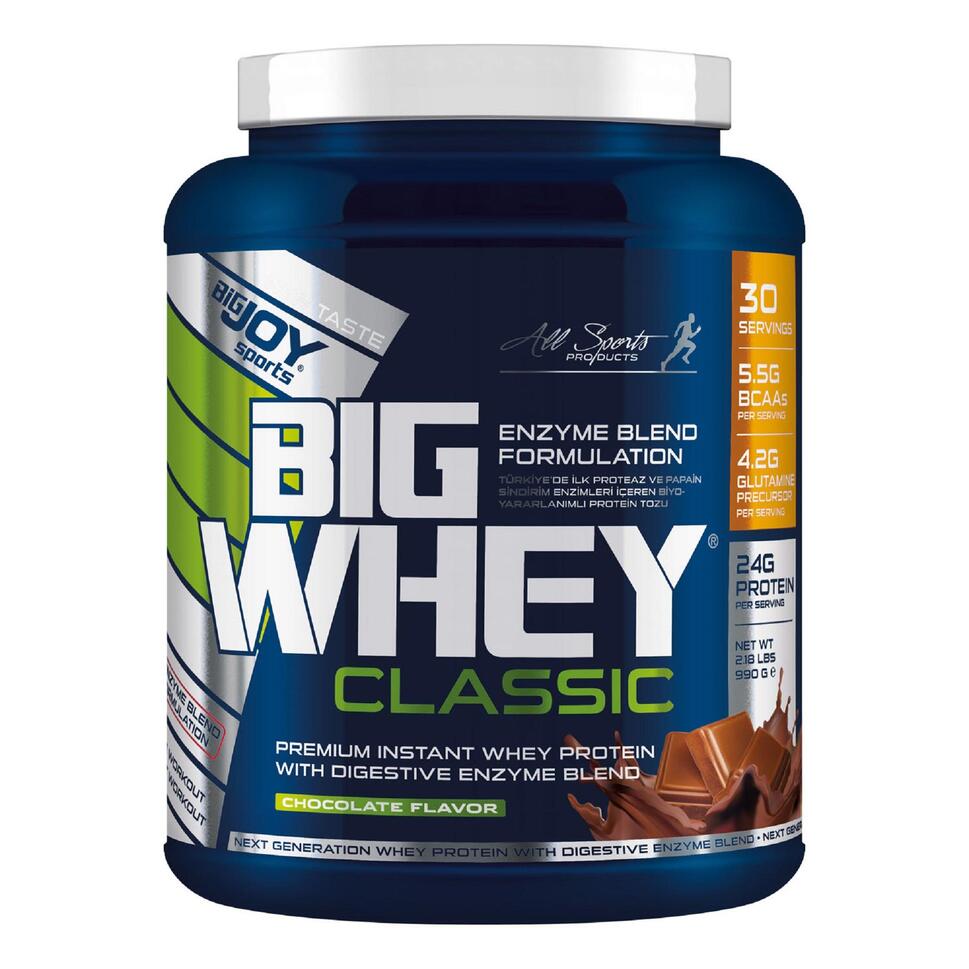 BiGJOY
sports®
TASTE
All Sports
PRODUCTS
BIG
WHEY®
CLASSIC
ENZYME BLEND
FORMULATION
TÜRKİYE'DE İLK PROTEAZ VE PAPAİN
SİNDİRİM ENZİMLERİ İÇEREN BİYO-
YARARLANIMLI PROTEİN TOZU
PREMIUM INSTANT WHEY PROTEIN
WITH DIGESTIVE ENZYME BLEND
CHOCOLATE FLAVOR
30
SERVINGS
5.5G
BCAAs
PER SERVING
4.2G
GLUTAMINE
PRECURSOR
PER SERVING
24G
PROTEIN
PER SERVING
NET WT
2.18 LBS
990 G e
BLEND
WORKOUT
WORKOUT
NEXT GENERATION WHEY PROTEIN WITH DIGESTIVE ENZYME BLEND • NEXT